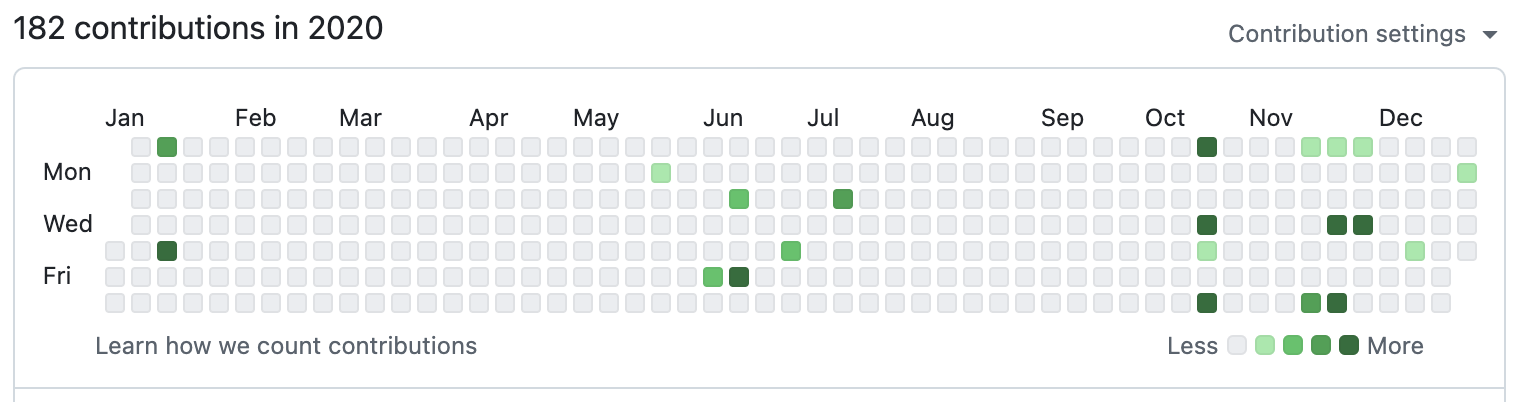 182 contributions in 2020
Contribution settings
Jan Feb Mar Apr May Jun Jul Aug Sep Oct Nov Dec
Mon
Wed
Fri
Learn how we count contributions
Less More